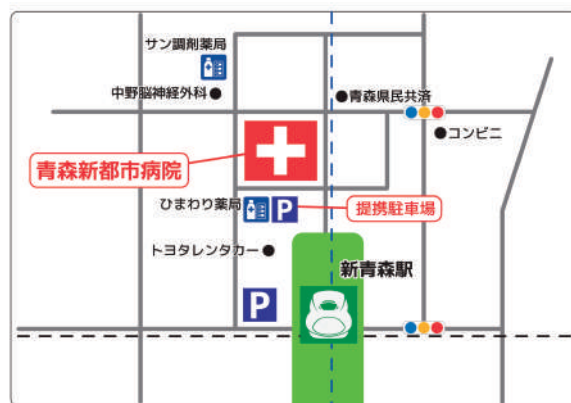 サン調剤薬局
中野脳神経外科
青森県民共済
コンビニ
青森新都市病院
ひまわり薬局
P
提携駐車場
トヨタレンタカー
新青森駅
P